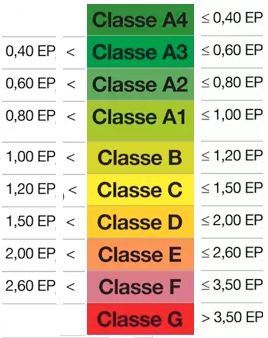 Classe A4 ≤ 0,40 EP
0,40 EP < Classe A3 ≤ 0,60 EP
0,60 EP < Classe A2 ≤ 0,80 EP
0,80 EP < Classe A1 ≤ 1,00 EP
1,00 EP < Classe B ≤ 1,20 EP
1,20 EP < Classe C ≤ 1,50 EP
1,50 EP < Classe D ≤ 2,00 EP
2,00 EP < Classe E ≤ 2,60 EP
2,60 EP < Classe F ≤ 3,50 EP
Classe G > 3,50 EP